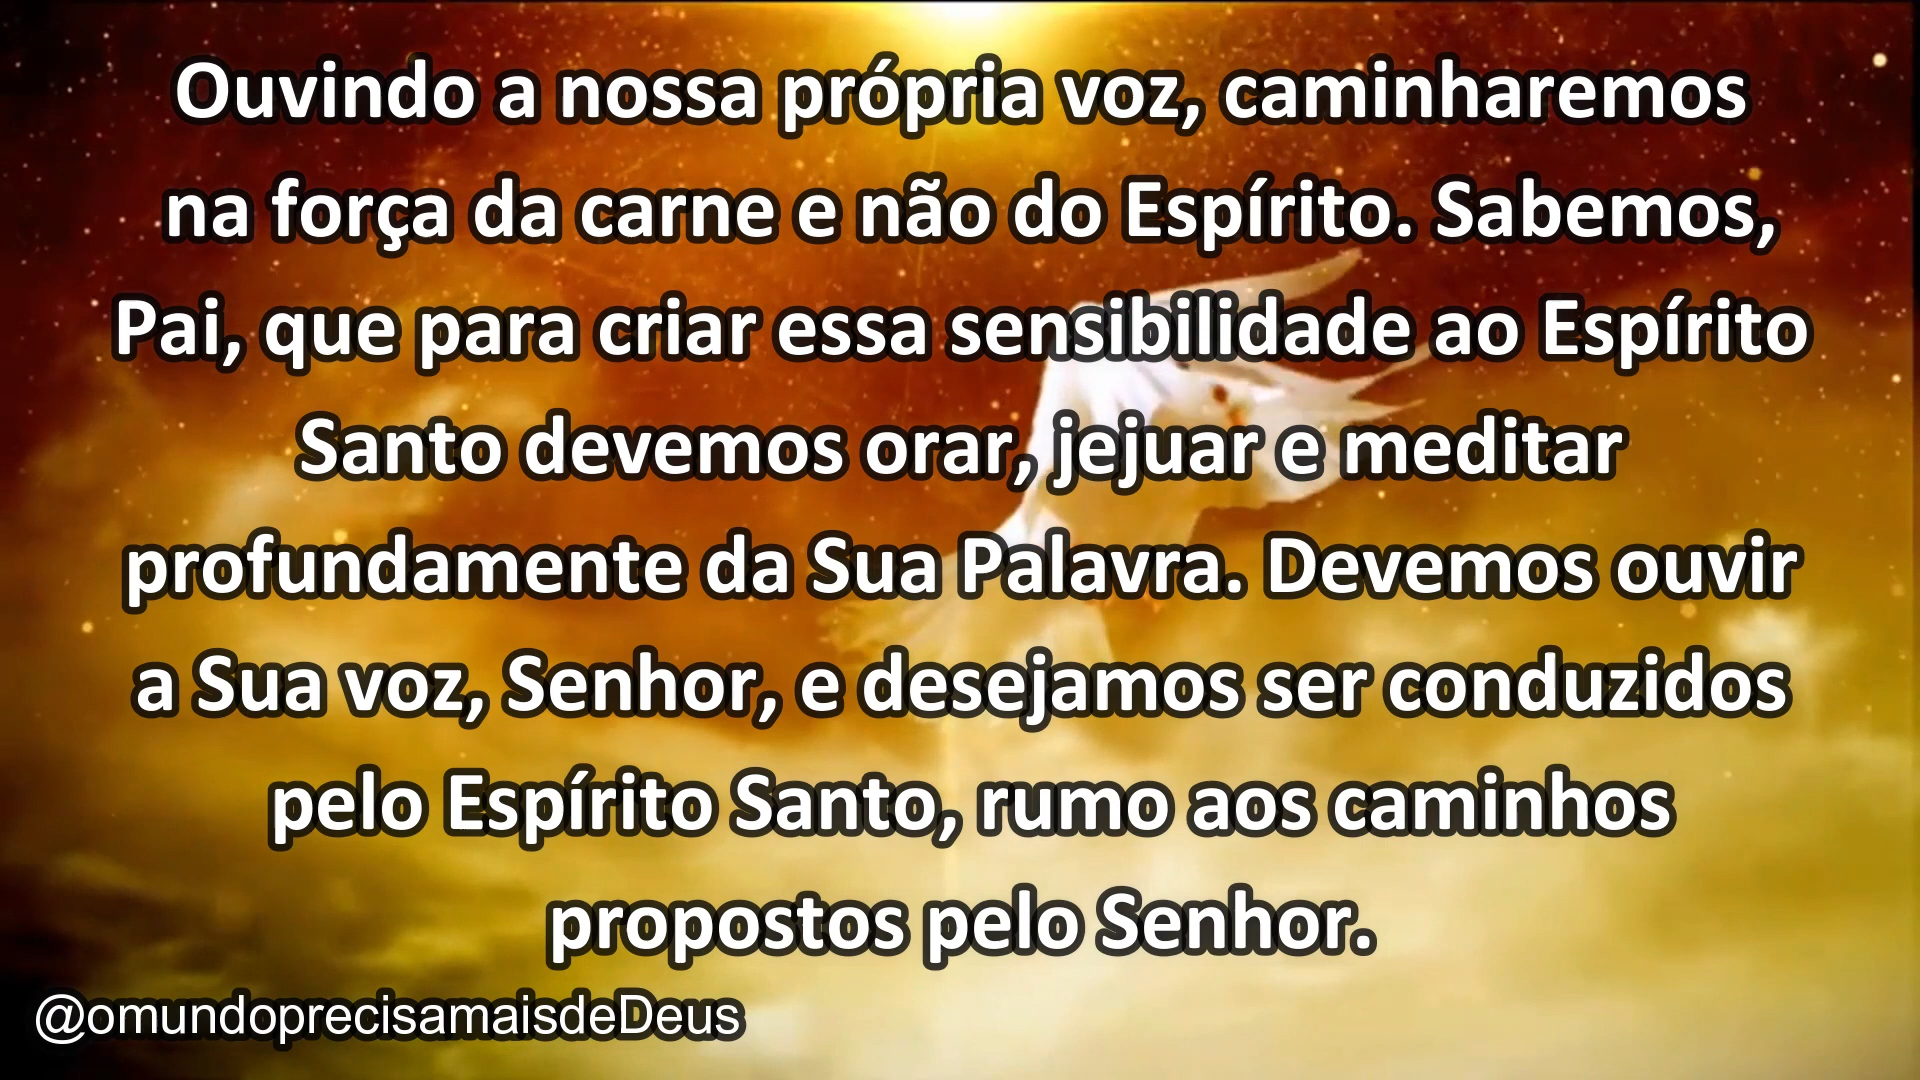 Ouvindo a nossa própria voz, caminharemos
na força da carne e não do Espírito. Sabemos,
Pai, que para criar essa sensibilidade ao Espírito
Santo devemos orar, jejuar e meditar
profundamente da Sua Palavra. Devemos ouvir
a Sua voz, Senhor, e desejamos ser conduzidos
pelo Espírito Santo, rumo aos caminhos
propostos pelo Senhor.
@omundoprecisamaisdeDeus